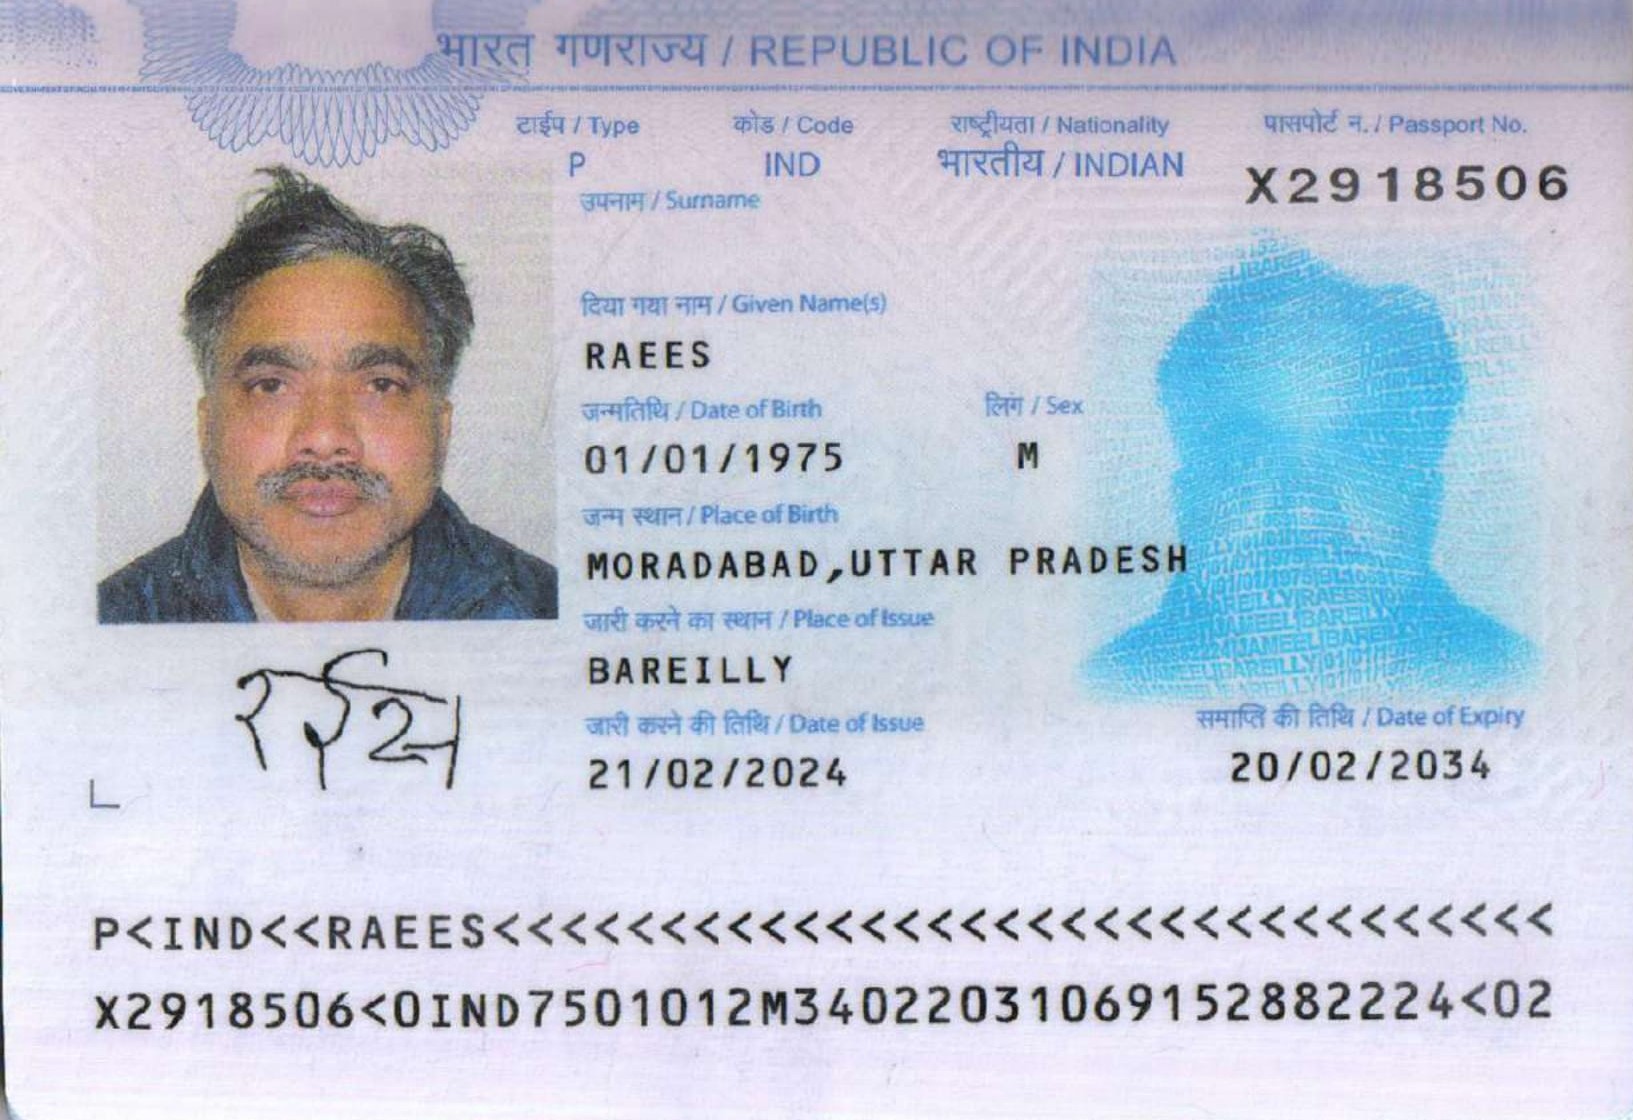 भारत गणराज्य / REPUBLIC OF INDIA
टाईप / Type
कोड / Code
राष्ट्रीयता / Nationality
पासपोर्ट न. / Passport No.
P
IND
भारतीय / INDIAN
X2918506
उपनाम / Surname
दिया गया नाम / Given Name(s)
RAEES
जन्मतिथि / Date of Birth
लिंग / Sex
01/01/1975
M
जन्म स्थान / Place of Birth
MORADABAD,UTTAR PRADESH
जारी करने का स्थान / Place of Issue
BAREILLY
जारी करने की तिथि / Date of Issue
समाप्ति की तिथि / Date of Expiry
21/02/2024
20/02/2034
रईस
P<IND<<RAEES<<<<<<<<<<<<<<<<<<<<<<<<<<<<<<<<
X2918506<0IND7501012M34022031069152882224<02